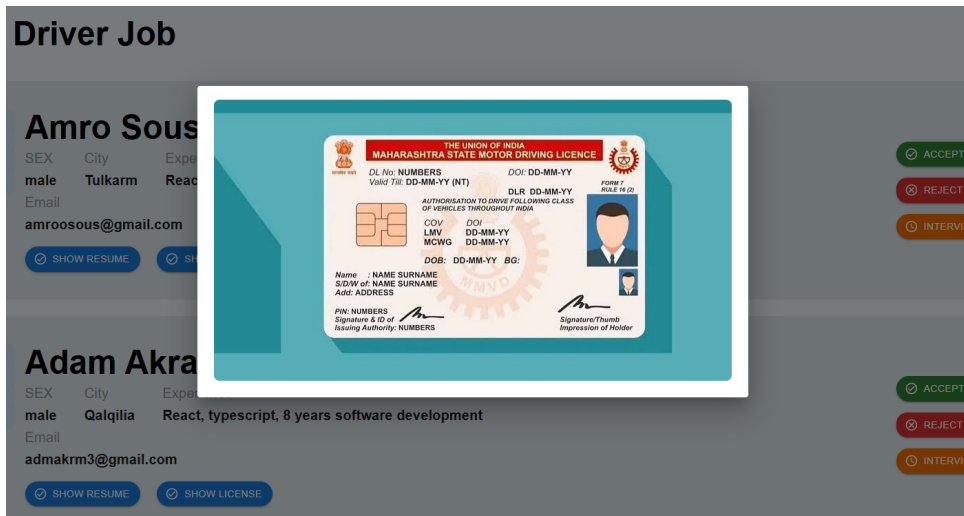 Driver Job
Amro Sous
SEX City Expe
male Tulkarm Reac
Email
amroosous@gmail.com
SHOW RESUME SH
ACCEPT
REJECT
INTERVI
THE UNION OF INDIA
MAHARASHTRA STATE MOTOR DRIVING LICENCE
DL No: NUMBERS DOI: DD-MM-YY
Valid Till: DD-MM-YY (NT)
DLR DD-MM-YY
FORM 7
RULE 16 (2)
AUTHORISATION TO DRIVE FOLLOWING CLASS
OF VEHICLES THROUGHOUT INDIA
COV DOI
LMV DD-MM-YY
MCWG DD-MM-YY
DOB: DD-MM-YY BG:
MMVD
Name : NAME SURNAME
S/D/W of: NAME SURNAME
Add: ADDRESS
PIN: NUMBERS
Signature & ID of
Issuing Authority: NUMBERS
Signature/Thumb
Impression of Holder
Adam Akra
SEX City Expe
male Qalqilia React, typescript, 8 years software development
Email
admakrm3@gmail.com
SHOW RESUME SHOW LICENSE
ACCEPT
REJECT
INTERVI